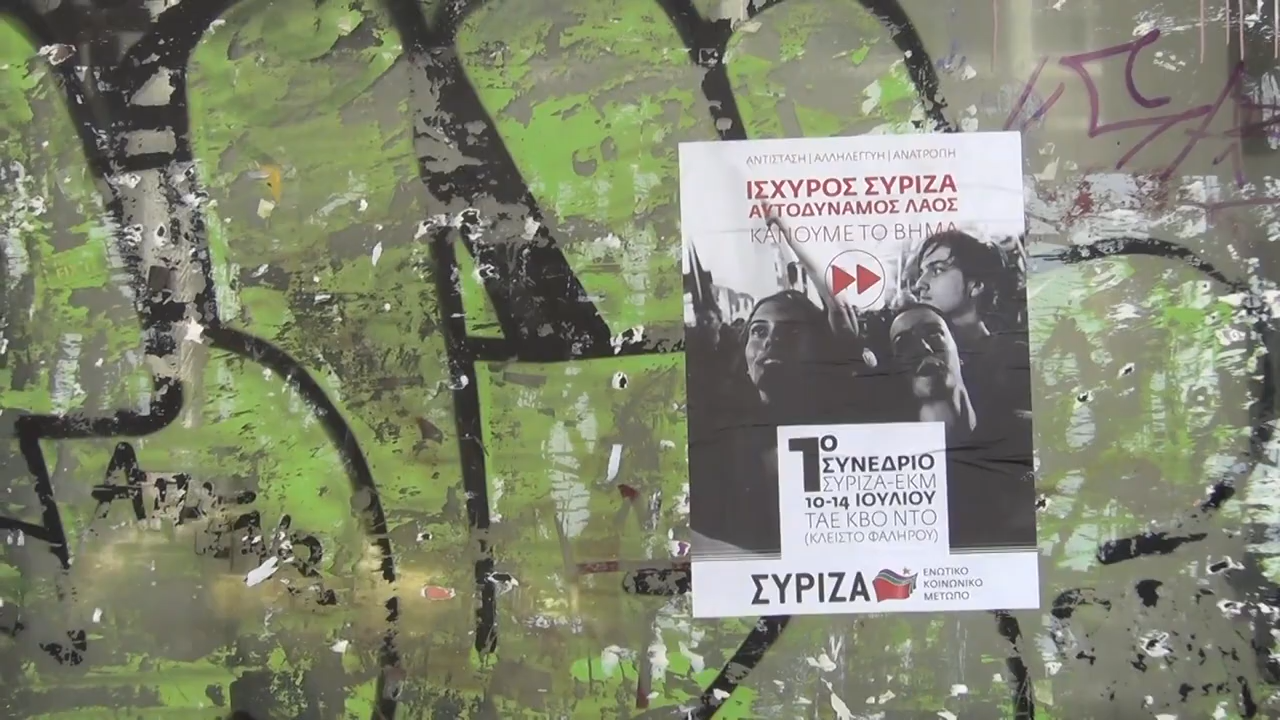 ΑΝΤΙΣΤΑΣΗ | ΑΛΛΗΛΕΓΓΥΗ | ΑΝΑΤΡΟΠΗ
ΙΣΧΥΡΟΣ ΣΥΡΙΖΑ
ΑΥΤΟΔΥΝΑΜΟΣ ΛΑΟΣ
ΚΑΝΟΥΜΕ ΤΟ ΒΗΜΑ
1º
ΣΥΝΕΔΡΙΟ
ΣΥΡΙΖΑ-ΕΚΜ
10-14 ΙΟΥΛΙΟΥ
ΤΑΕ ΚΒΟ ΝΤΟ
(ΚΛΕΙΣΤΟ ΦΑΛΗΡΟΥ)
ΣΥΡΙΖΑ
ΕΝΩΤΙΚΟ
ΚΟΙΝΩΝΙΚΟ
ΜΕΤΩΠΟ